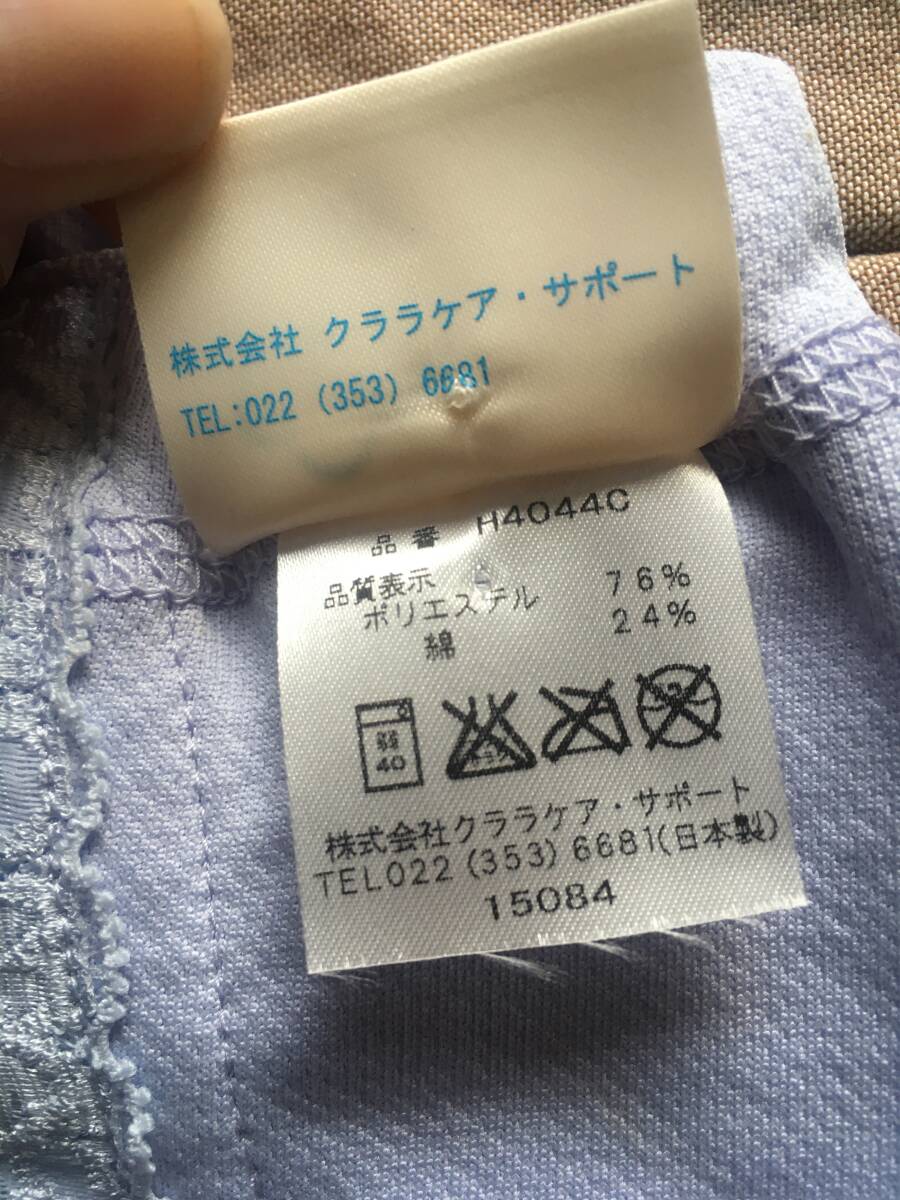 株式会社 クララケア・サポート
TEL:022 (353) 6681
品番 H4044C
品質表示
ポリエステル 76%
綿 24%
弱
40
株式会社クララケア・サポート
TEL022(353)6681(日本製)
15084